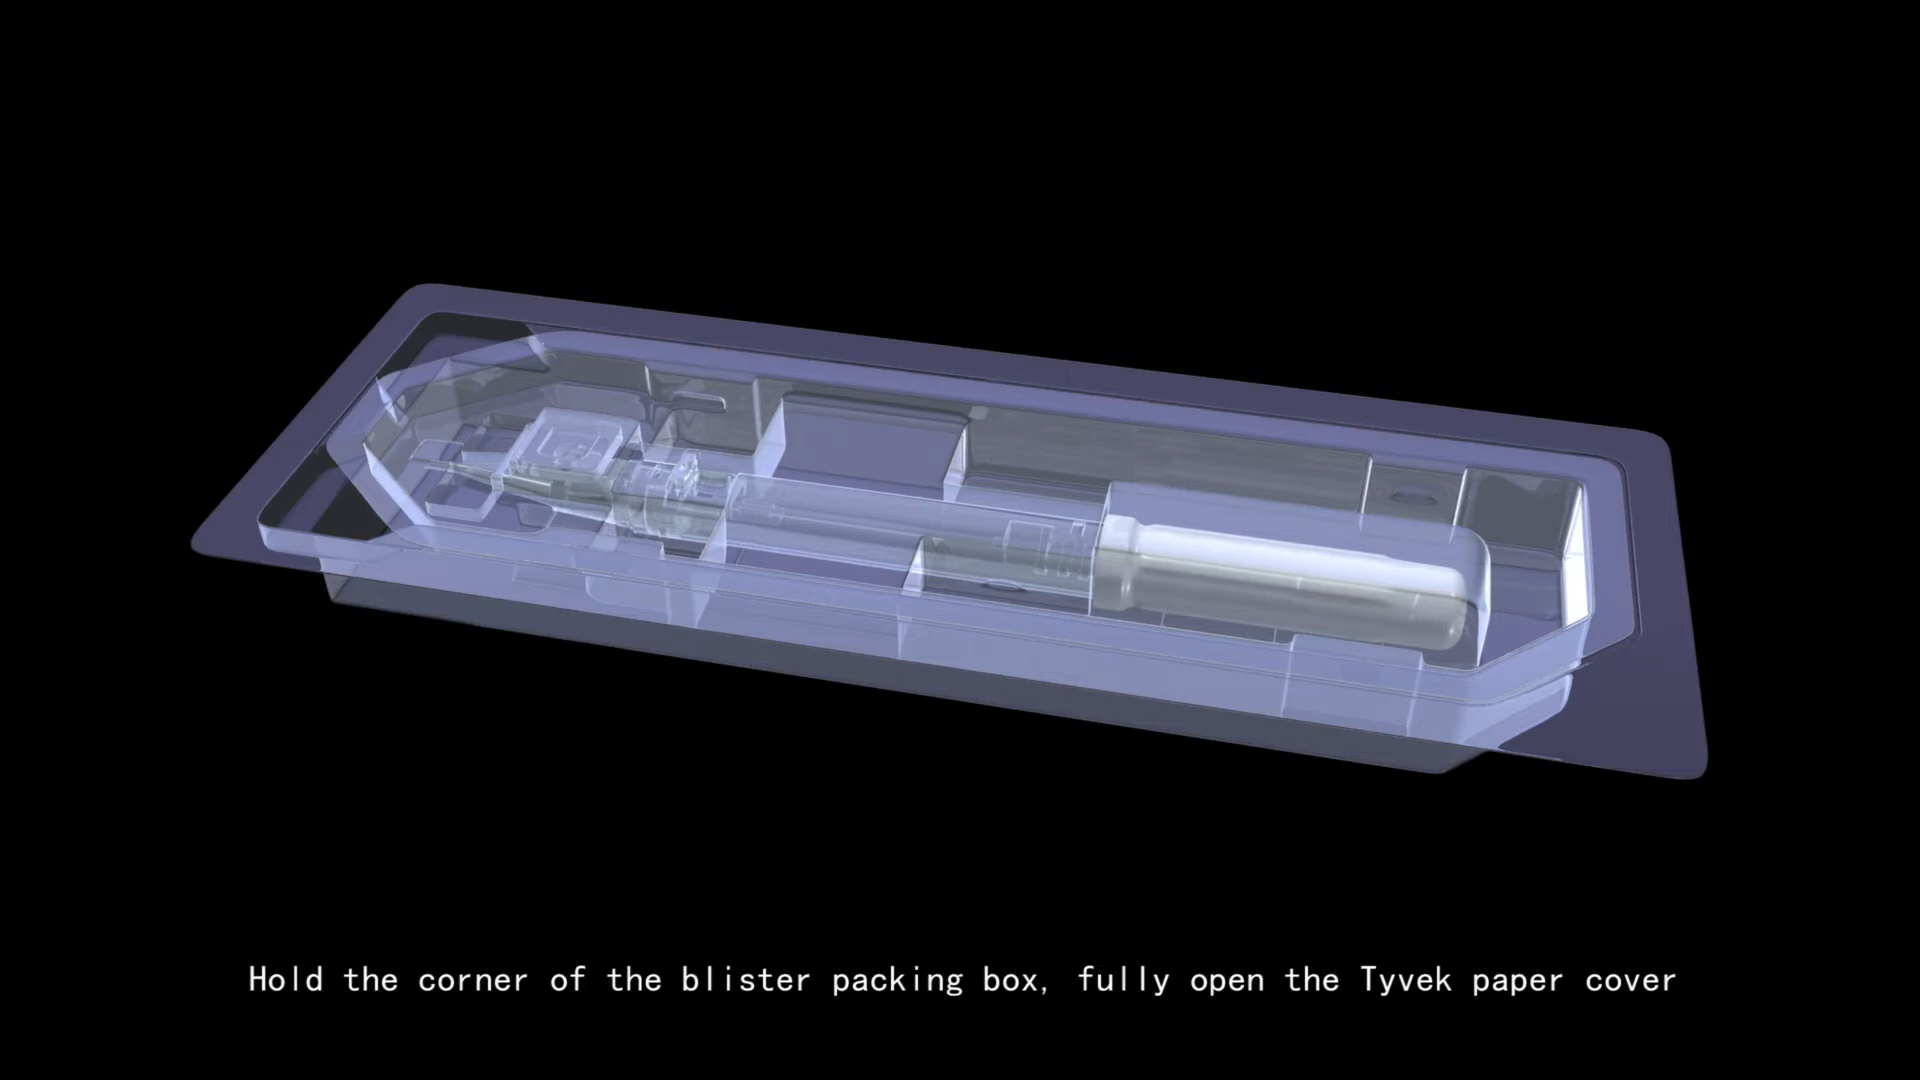 Hold the corner of the blister packing box, fully open the Tyvek paper cover